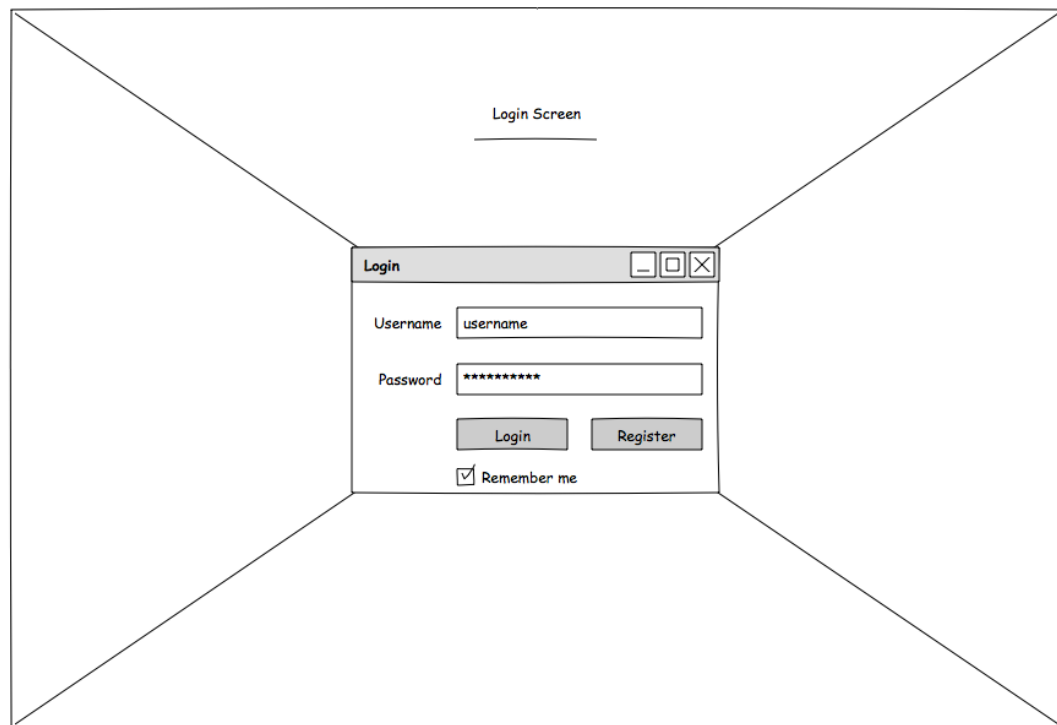 Login Screen
Login
Username username
Password **********
Login Register
Remember me